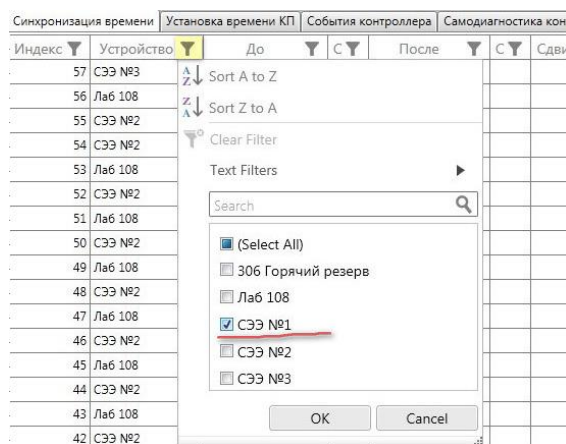 Синхронизация времени Установка времени КП События контроллера Самодиагностика кон
Индекс Устройство До С После С Сдви
57 СЭЭ №3
56 Лаб 108
55 СЭЭ №2
54 СЭЭ №2
53 Лаб 108
52 СЭЭ №2
51 Лаб 108
50 СЭЭ №2
49 Лаб 108
48 СЭЭ №2
47 Лаб 108
46 СЭЭ №2
45 Лаб 108
44 СЭЭ №2
43 Лаб 108
42 СЭЭ №2
Sort A to Z
Sort Z to A
Clear Filter
Text Filters
Search
(Select All)
306 Горячий резерв
Лаб 108
СЭЭ №1
СЭЭ №2
СЭЭ №3
OK Cancel